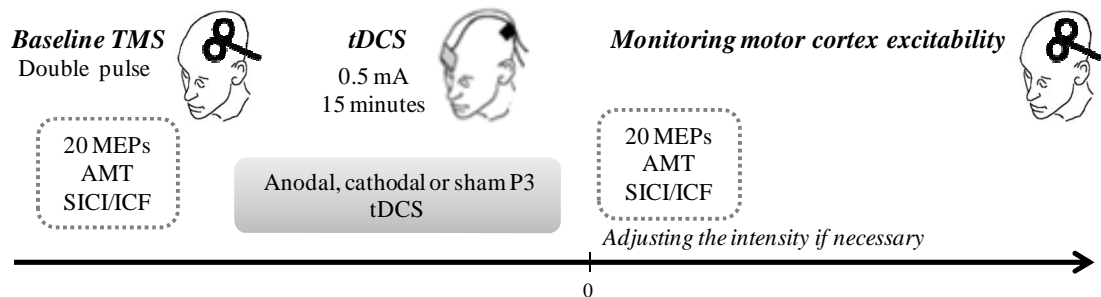 Baseline TMS
Double pulse
20 MEPs
AMT
SICI/ICF
tDCS
0.5 mA
15 minutes
Anodal, cathodal or sham P3
tDCS
Monitoring motor cortex excitability
20 MEPs
AMT
SICI/ICF
Adjusting the intensity if necessary
0